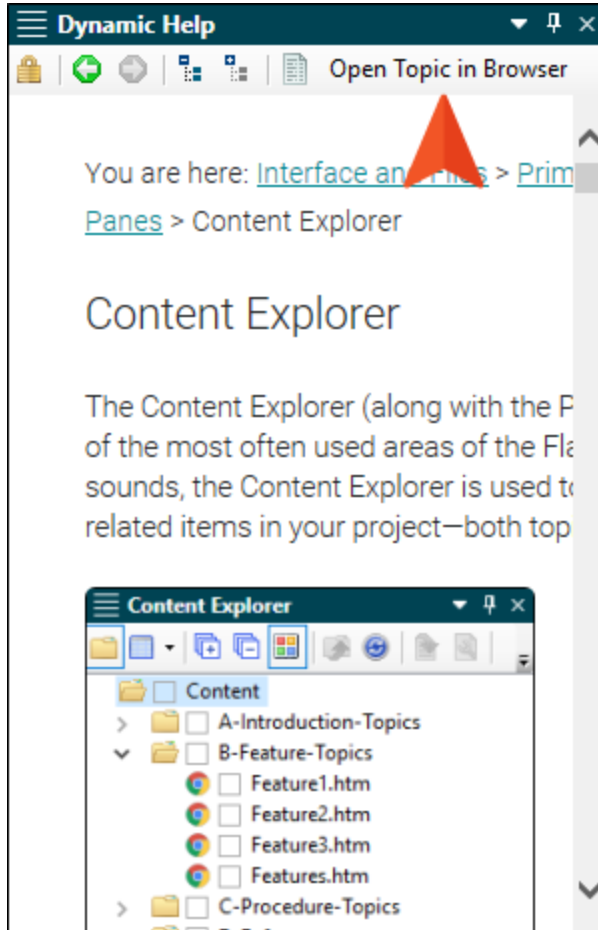 Dynamic Help
Open Topic in Browser
You are here: Interface and Files > Prim
Panes > Content Explorer
Content Explorer
The Content Explorer (along with the P
of the most often used areas of the Fla
sounds, the Content Explorer is used to
related items in your project—both top
Content Explorer
Content
A-Introduction-Topics
B-Feature-Topics
Feature1.htm
Feature2.htm
Feature3.htm
Features.htm
C-Procedure-Topics